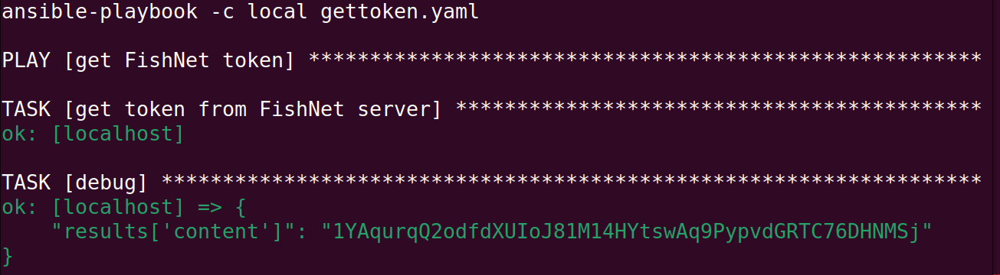 ansible-playbook -c local gettoken.yaml
PLAY [get FishNet token] *******************************************************
TASK [get token from FishNet server] *******************************************
ok: [localhost]
TASK [debug] *******************************************************************
ok: [localhost] => {
    "results['content']": "1YAqurqQ2odfdXUIoJ81M14HYtswAq9PypvdGRTC76DHNMSj"
}